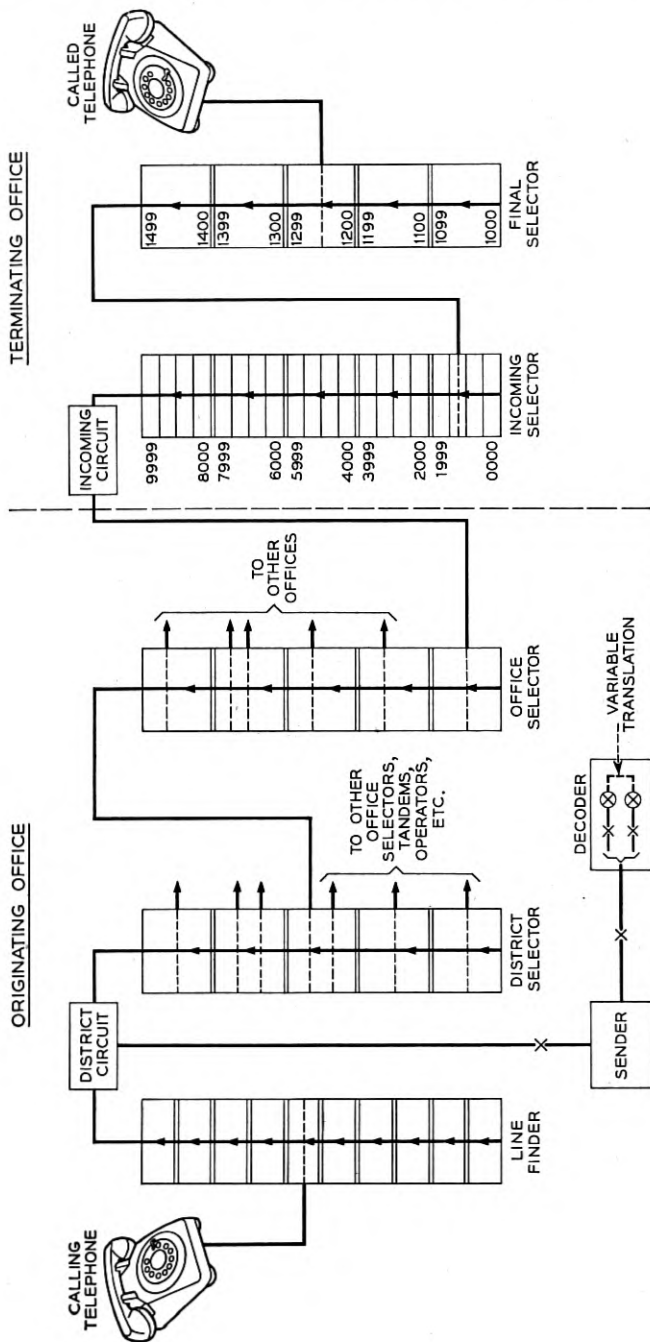 ORIGINATING OFFICE
TERMINATING OFFICE
CALLING
TELEPHONE
LINE
FINDER
DISTRICT
CIRCUIT
SENDER
DISTRICT
SELECTOR
TO OTHER
OFFICE
SELECTORS,
TANDEMS,
OPERATORS,
ETC.
DECODER
VARIABLE
TRANSLATION
OFFICE
SELECTOR
TO
OTHER
OFFICES
INCOMING
CIRCUIT
9999
8000
7999
6000
5999
4000
3999
2000
1999
0000
INCOMING
SELECTOR
1499
1400
1399
1300
1299
1200
1199
1100
1099
1000
FINAL
SELECTOR
CALLED
TELEPHONE